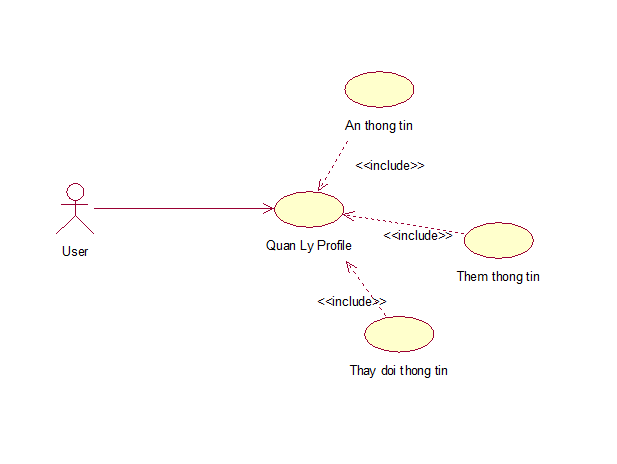 An thong tin
<<include>>
User
Quan Ly Profile
<<include>>
Them thong tin
<<include>>
Thay doi thong tin